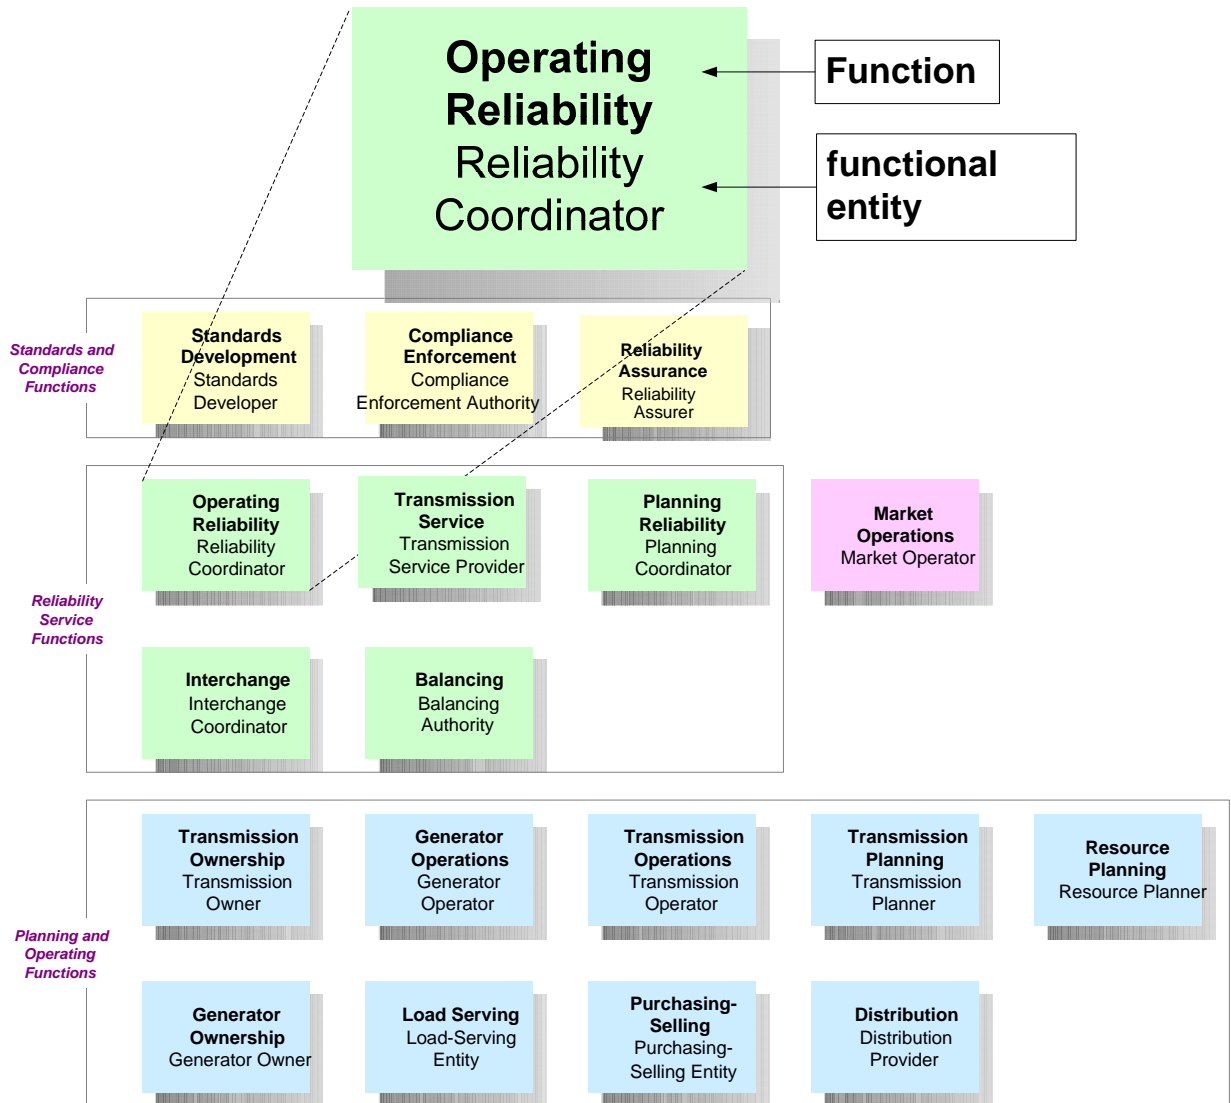 Operating
Reliability
Reliability
Coordinator
Function
functional
entity
Standards and
Compliance
Functions
Standards
Development
Standards
Developer
Compliance
Enforcement
Compliance
Enforcement Authority
Reliability
Assurance
Reliability
Assurer
Reliability
Service
Functions
Operating
Reliability
Reliability
Coordinator
Transmission
Service
Transmission
Service Provider
Planning
Reliability
Planning
Coordinator
Market
Operations
Market Operator
Interchange
Interchange
Coordinator
Balancing
Balancing
Authority
Planning and
Operating
Functions
Transmission
Ownership
Transmission
Owner
Generator
Operations
Generator
Operator
Transmission
Operations
Transmission
Operator
Transmission
Planning
Transmission
Planner
Resource
Planning
Resource Planner
Generator
Ownership
Generator Owner
Load Serving
Load-Serving
Entity
Purchasing-
Selling
Purchasing-
Selling Entity
Distribution
Distribution
Provider